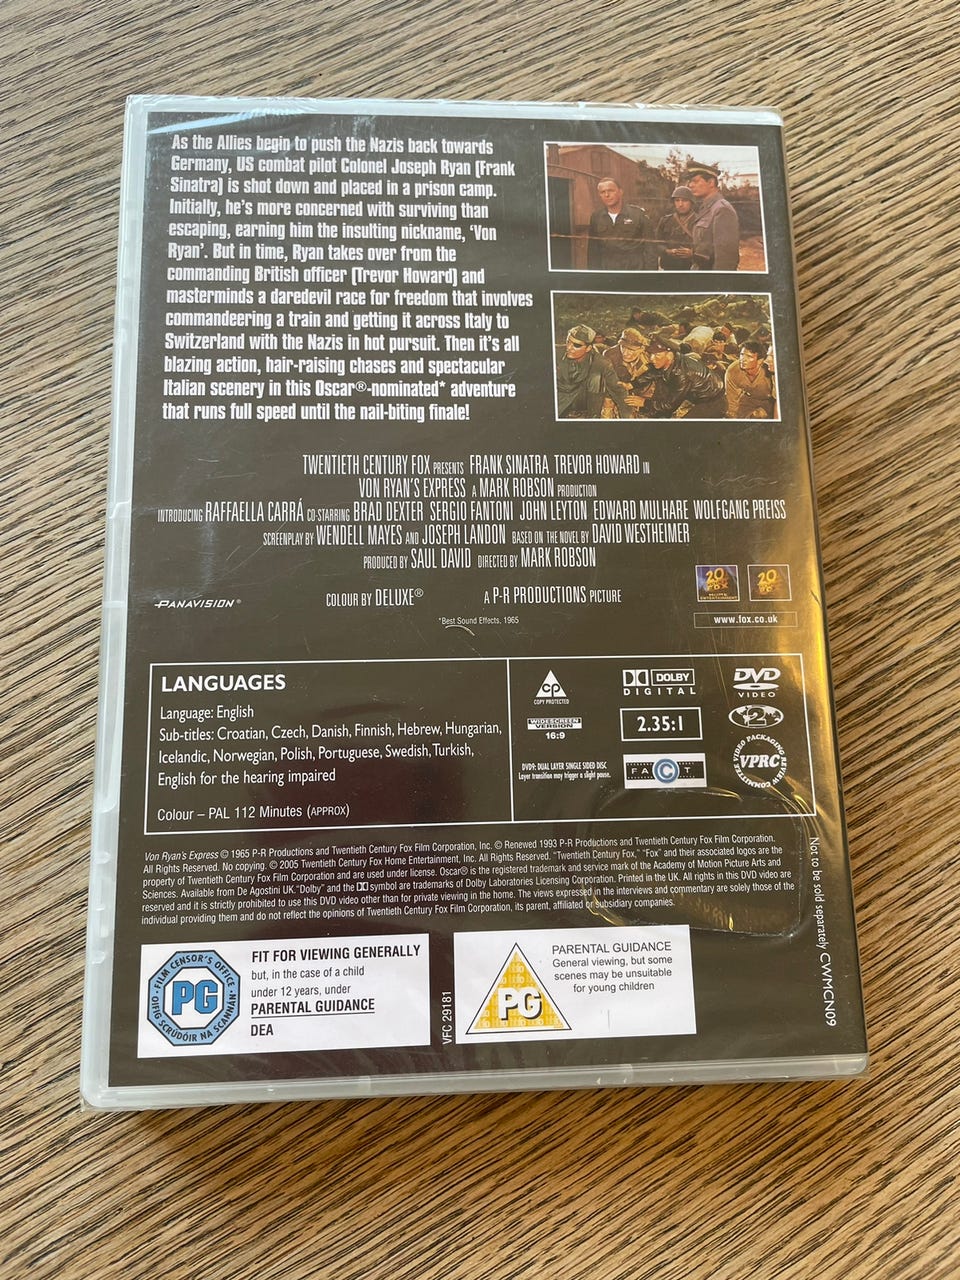 As the Allies begin to push the Nazis back towards
Germany, US combat pilot Colonel Joseph Ryan (Frank
Sinatra) is shot down and placed in a prison camp.
Initially, he's more concerned with surviving than
escaping, earning him the insulting nickname, 'Von
Ryan'. But in time, Ryan takes over from the
commanding British officer (Trevor Howard) and
masterminds a daredevil race for freedom that involves
commandeering a train and getting it across Italy to
Switzerland with the Nazis in hot pursuit. Then it's all
blazing action, hair-raising chases and spectacular
Italian scenery in this Oscar®-nominated* adventure
that runs full speed until the nail-biting finale!
TWENTIETH CENTURY FOX PRESENTS FRANK SINATRA TREVOR HOWARD IN
VON RYAN'S EXPRESS A MARK ROBSON PRODUCTION
INTRODUCING RAFFAELLA CARRÁ CO-STARRING BRAD DEXTER SERGIO FANTONI JOHN LEYTON EDWARD MULHARE WOLFGANG PREISS
SCREENPLAY BY WENDELL MAYES AND JOSEPH LANDON BASED ON THE NOVEL BY DAVID WESTHEIMER
PRODUCED BY SAUL DAVID DIRECTED BY MARK ROBSON
PANAVISION® COLOUR BY DELUXE® A P-R PRODUCTIONS PICTURE
www.fox.co.uk
*Best Sound Effects, 1965
LANGUAGES
Language: English
Sub-titles: Croatian, Czech, Danish, Finnish, Hebrew, Hungarian,
Icelandic, Norwegian, Polish, Portuguese, Swedish, Turkish,
English for the hearing impaired
Colour – PAL 112 Minutes (APPROX)
CP
COPY PROTECTED
WIDESCREEN
VERSION
16:9
DVD9: DUAL LAYER SINGLE SIDED DISC
Layer transition may trigger a slight pause.
DOLBY
DIGITAL
2.35:1
FACT
DVD
VIDEO
2
VIDEO PACKAGING REVIEW COMMITTEE
VPRC
Von Ryan's Express © 1965 P-R Productions and Twentieth Century Fox Film Corporation, Inc. © Renewed 1993 P-R Productions and Twentieth Century Fox Film Corporation.
All Rights Reserved. No copying. © 2005 Twentieth Century Fox Home Entertainment, Inc. All Rights Reserved. "Twentieth Century Fox," "Fox" and their associated logos are the
property of Twentieth Century Fox Film Corporation and are used under license. Oscar® is the registered trademark and service mark of the Academy of Motion Picture Arts and
Sciences. Available from De Agostini UK. "Dolby" and the DD symbol are trademarks of Dolby Laboratories Licensing Corporation. Printed in the UK. All rights in this DVD video are
reserved and it is strictly prohibited to use this DVD video other than for private viewing in the home. The views expressed in the interviews and commentary are solely those of the
individual providing them and do not reflect the opinions of Twentieth Century Fox Film Corporation, its parent, affiliated or subsidiary companies.
Not to be sold separately CWMCN09
FILM CENSOR'S OFFICE
PG
OIFIG SCRÚDÓIR NA SCANNÁN
FIT FOR VIEWING GENERALLY
but, in the case of a child
under 12 years, under
PARENTAL GUIDANCE
DEA
VFC 29181
PG
PARENTAL GUIDANCE
General viewing, but some
scenes may be unsuitable
for young children